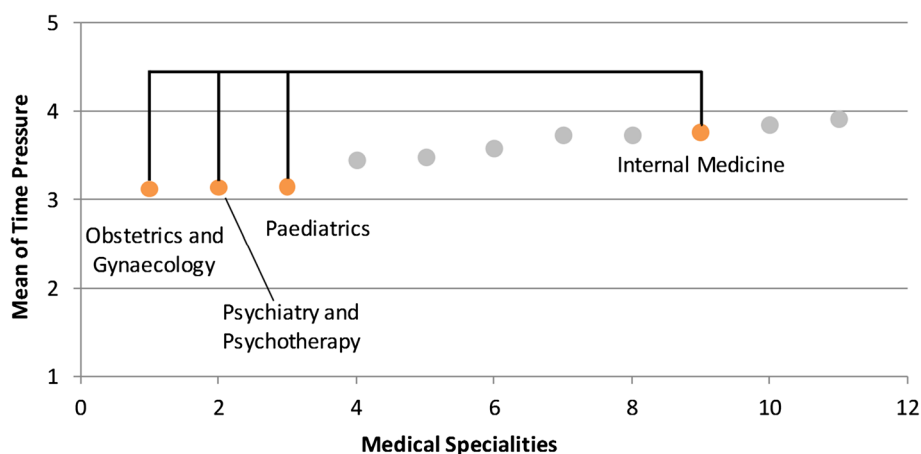 5
4
3
2
1
Mean of Time Pressure
Internal Medicine
Obstetrics and
Gynaecology
Paediatrics
Psychiatry and
Psychotherapy
0
2
4
6
8
10
12
Medical Specialities